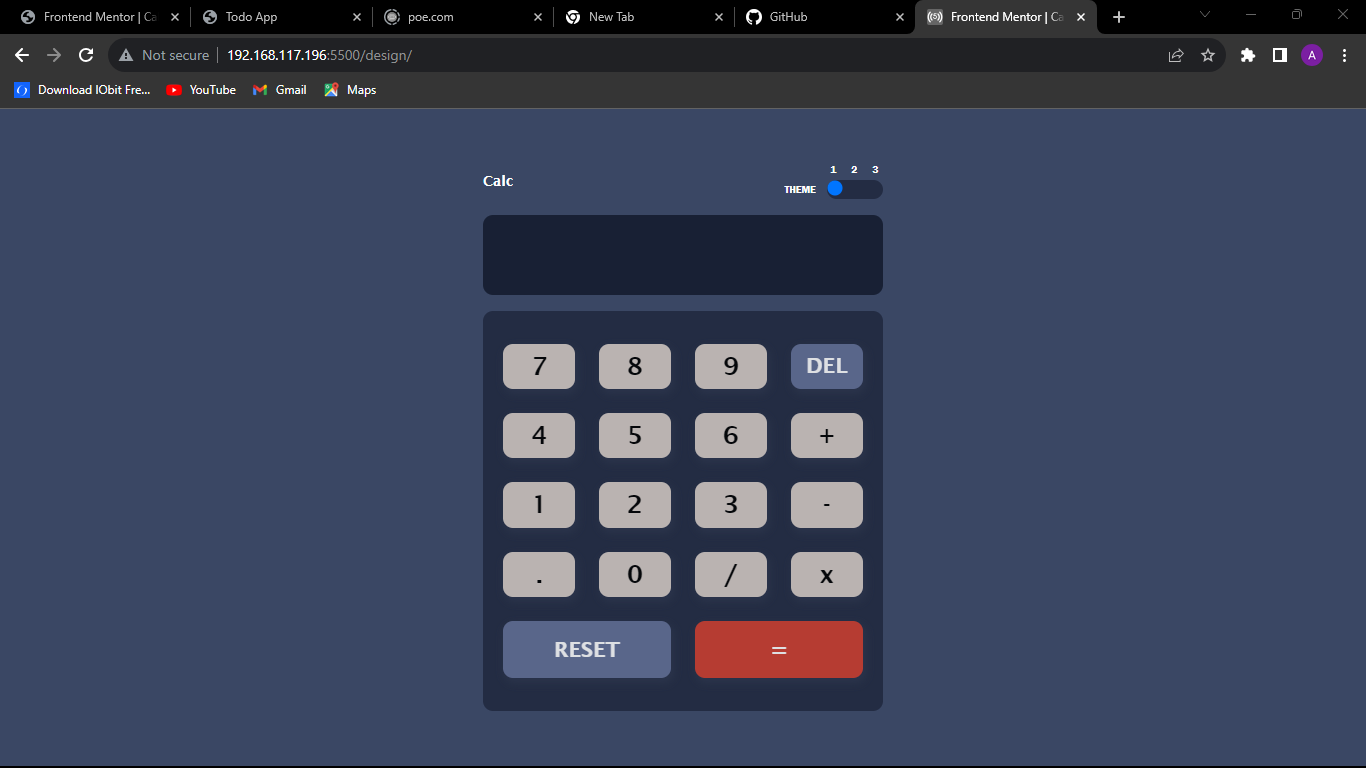 Frontend Mentor | Ca
Todo App
poe.com
New Tab
GitHub
Frontend Mentor | Ca
Not secure
192.168.117.196:5500/design/
A
Download IObit Fre...
YouTube
Gmail
Maps
1 2 3
Calc
THEME
7 8 9 DEL
4 5 6 +
1 2 3 -
. 0 / x
RESET =